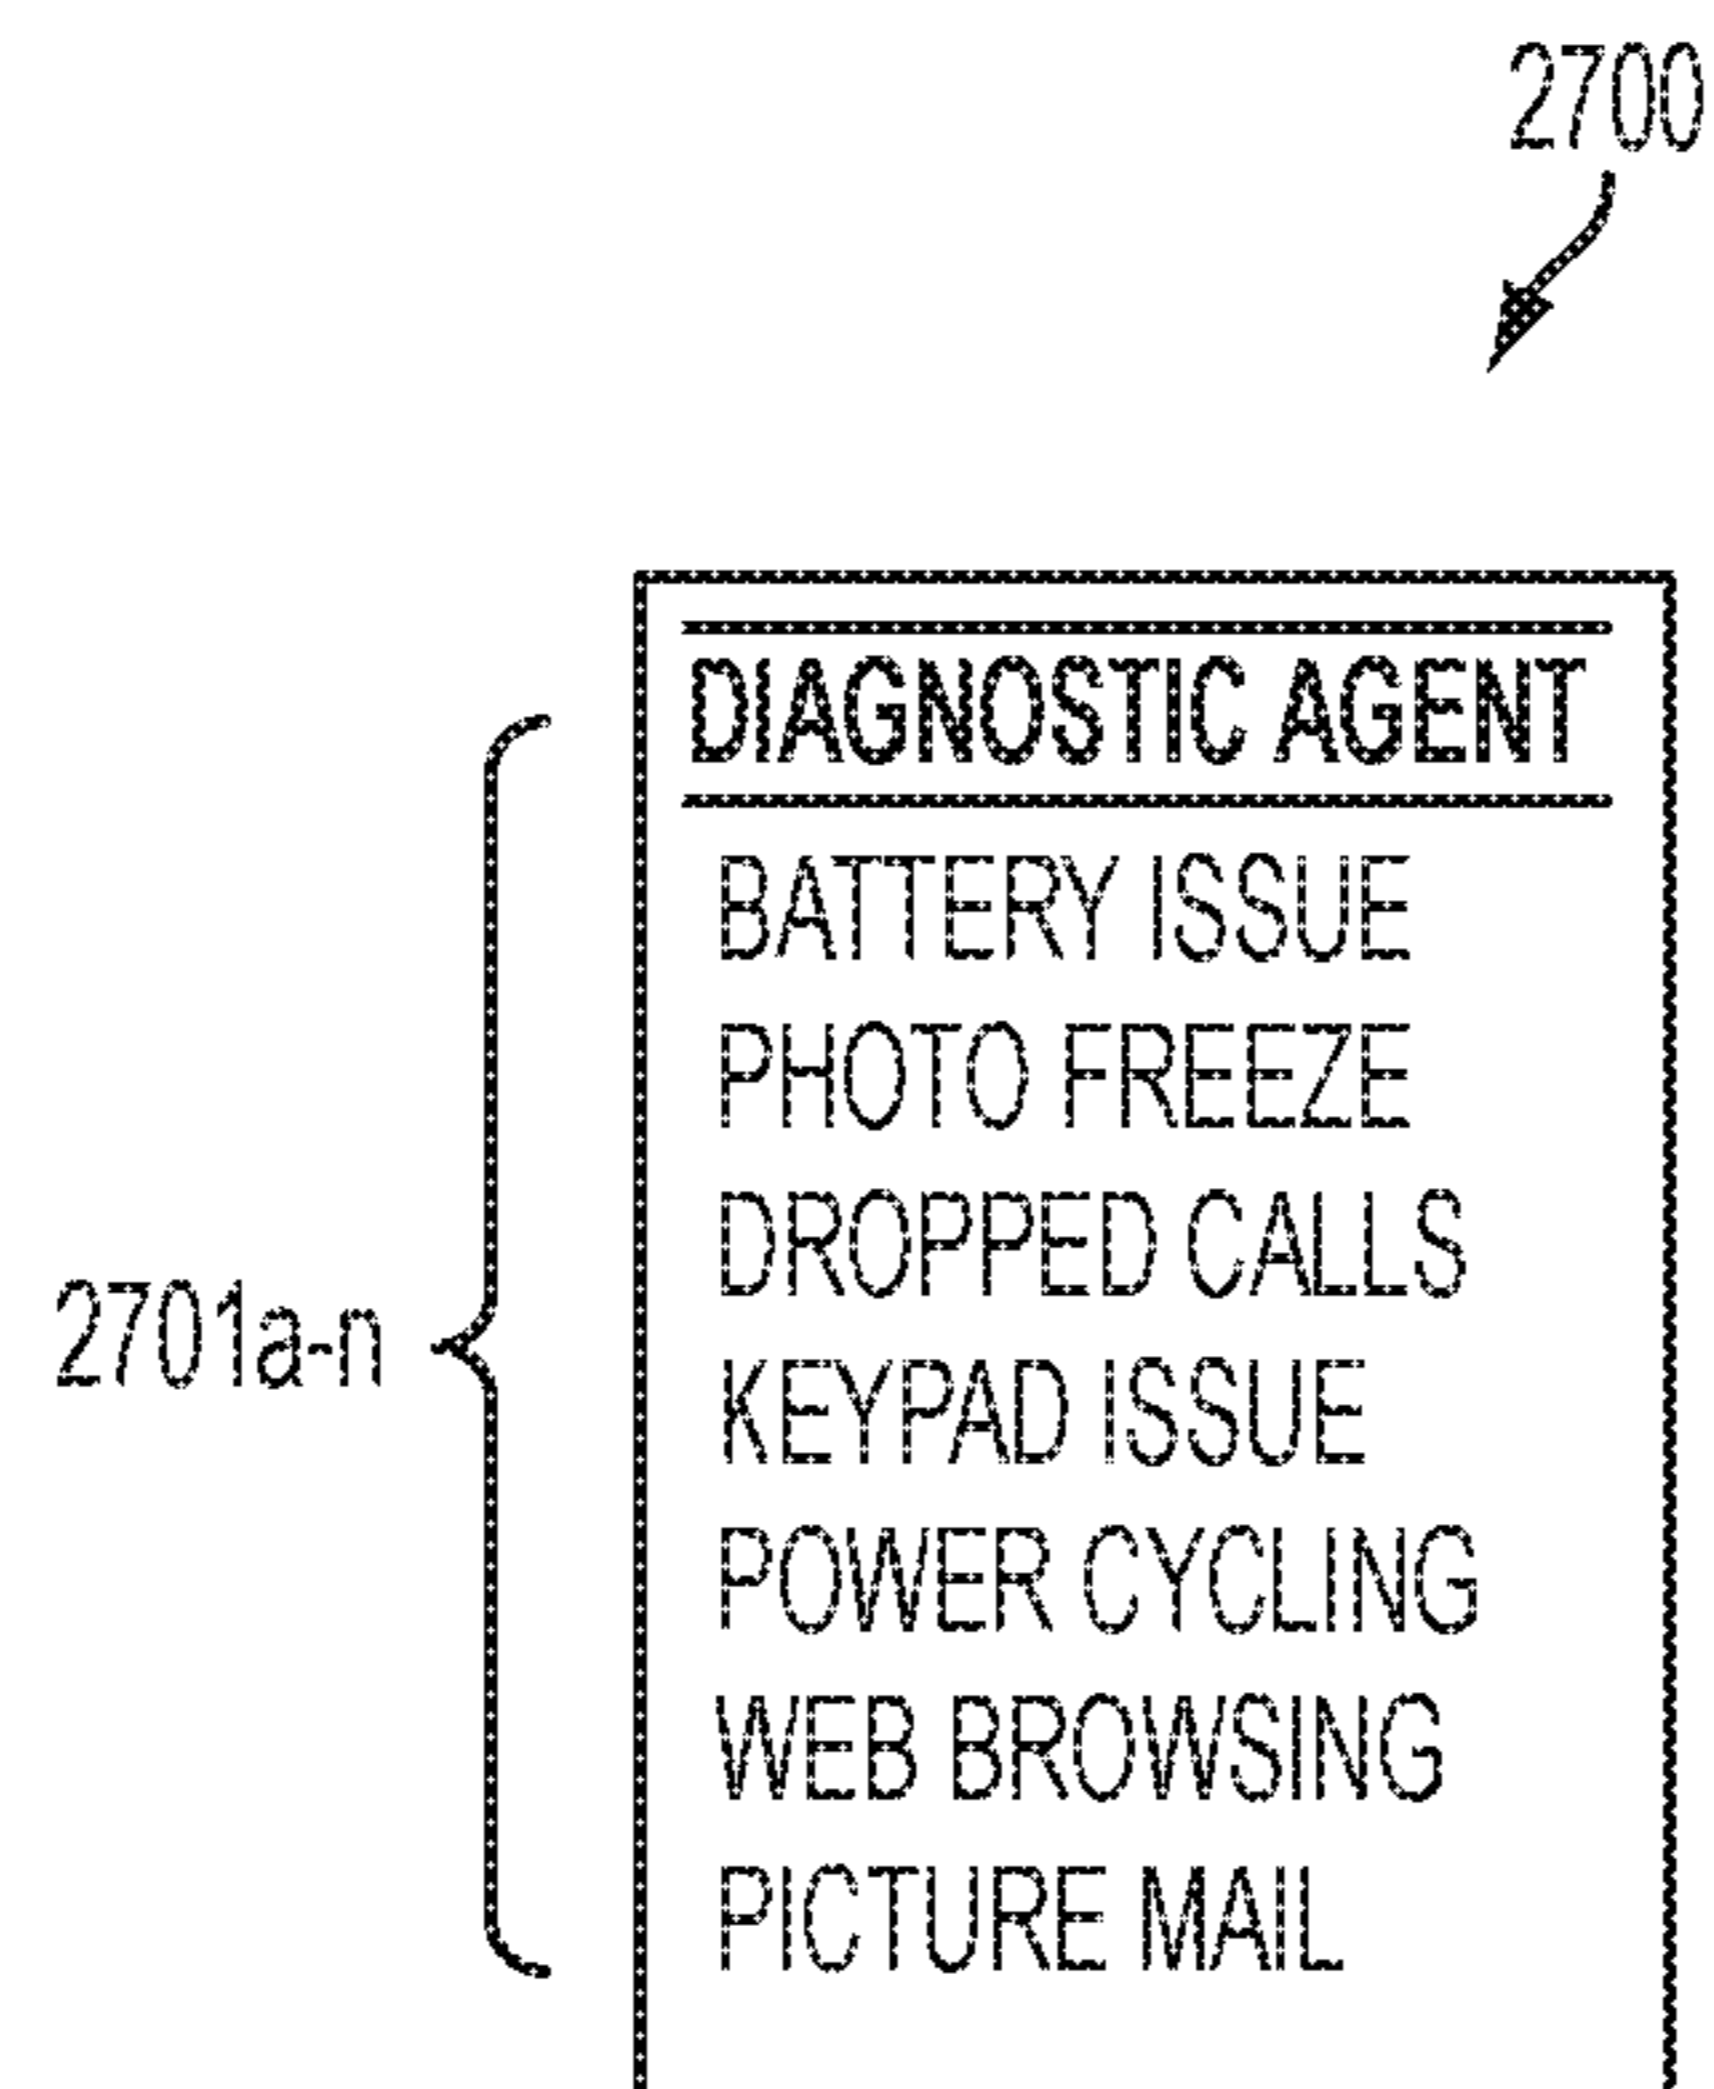 2700
DIAGNOSTIC AGENT
BATTERY ISSUE
PHOTO FREEZE
DROPPED CALLS
KEYPAD ISSUE
2701a-n
POWER CYCLING
WEB BROWSING
PICTURE MAIL